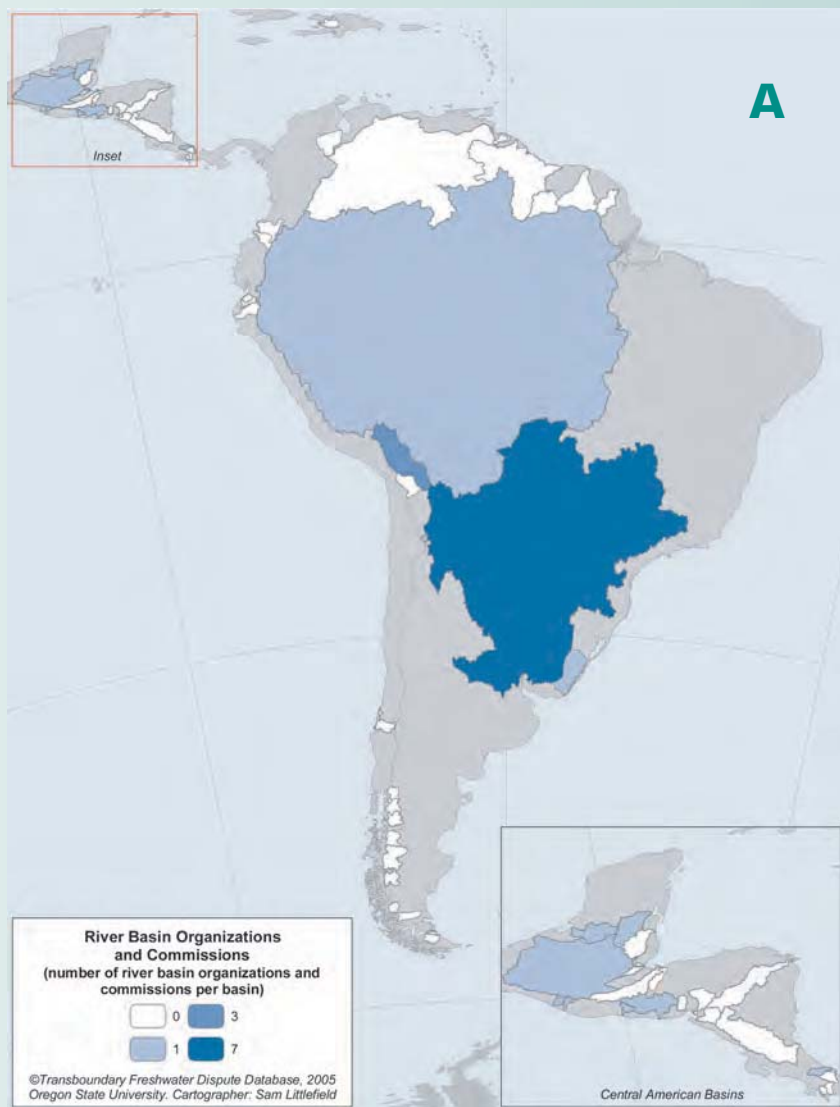 A
Inset
River Basin Organizations
and Commissions
(number of river basin organizations and
commissions per basin)
0 3
1 7
©Transboundary Freshwater Dispute Database, 2005
Oregon State University. Cartographer: Sam Littlefield
Central American Basins